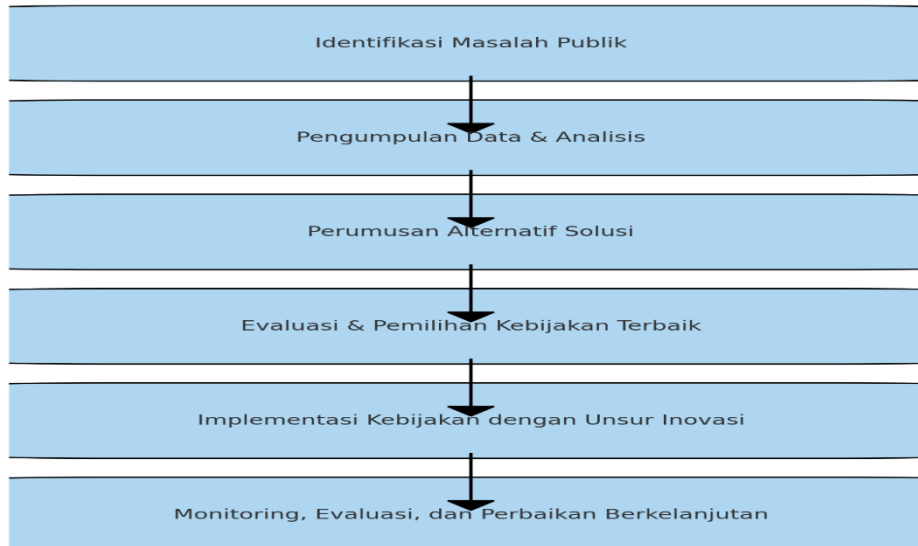 Identifikasi Masalah Publik
Pengumpulan Data & Analisis
Perumusan Alternatif Solusi
Evaluasi & Pemilihan Kebijakan Terbaik
Implementasi Kebijakan dengan Unsur Inovasi
Monitoring, Evaluasi, dan Perbaikan Berkelanjutan